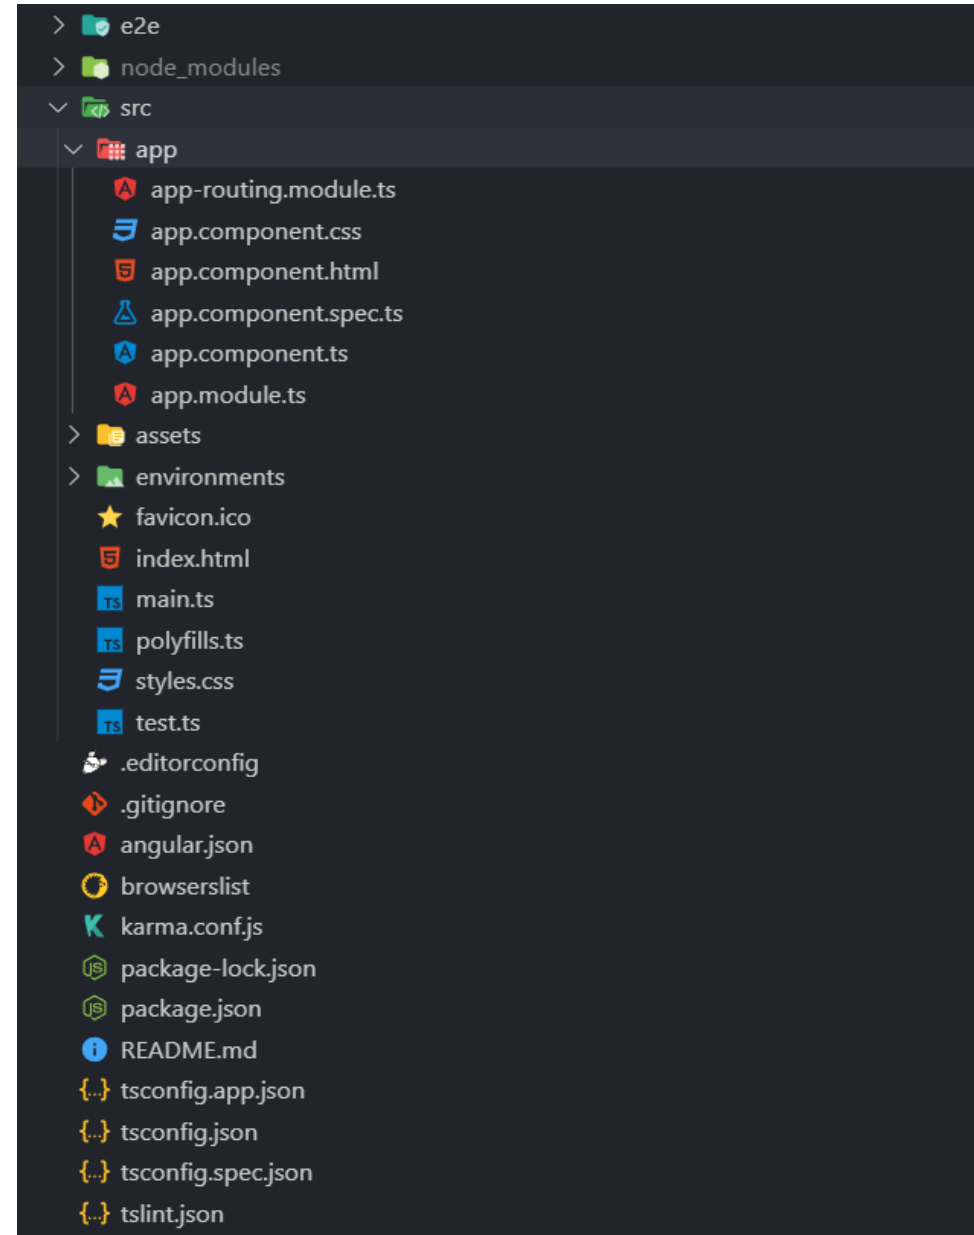 e2e
node_modules
src
app
app-routing.module.ts
app.component.css
app.component.html
app.component.spec.ts
app.component.ts
app.module.ts
assets
environments
favicon.ico
index.html
TS main.ts
TS polyfills.ts
styles.css
TS test.ts
.editorconfig
.gitignore
angular.json
browserslist
karma.conf.js
package-lock.json
package.json
README.md
{..} tsconfig.app.json
{..} tsconfig.json
{..} tsconfig.spec.json
{..} tslint.json